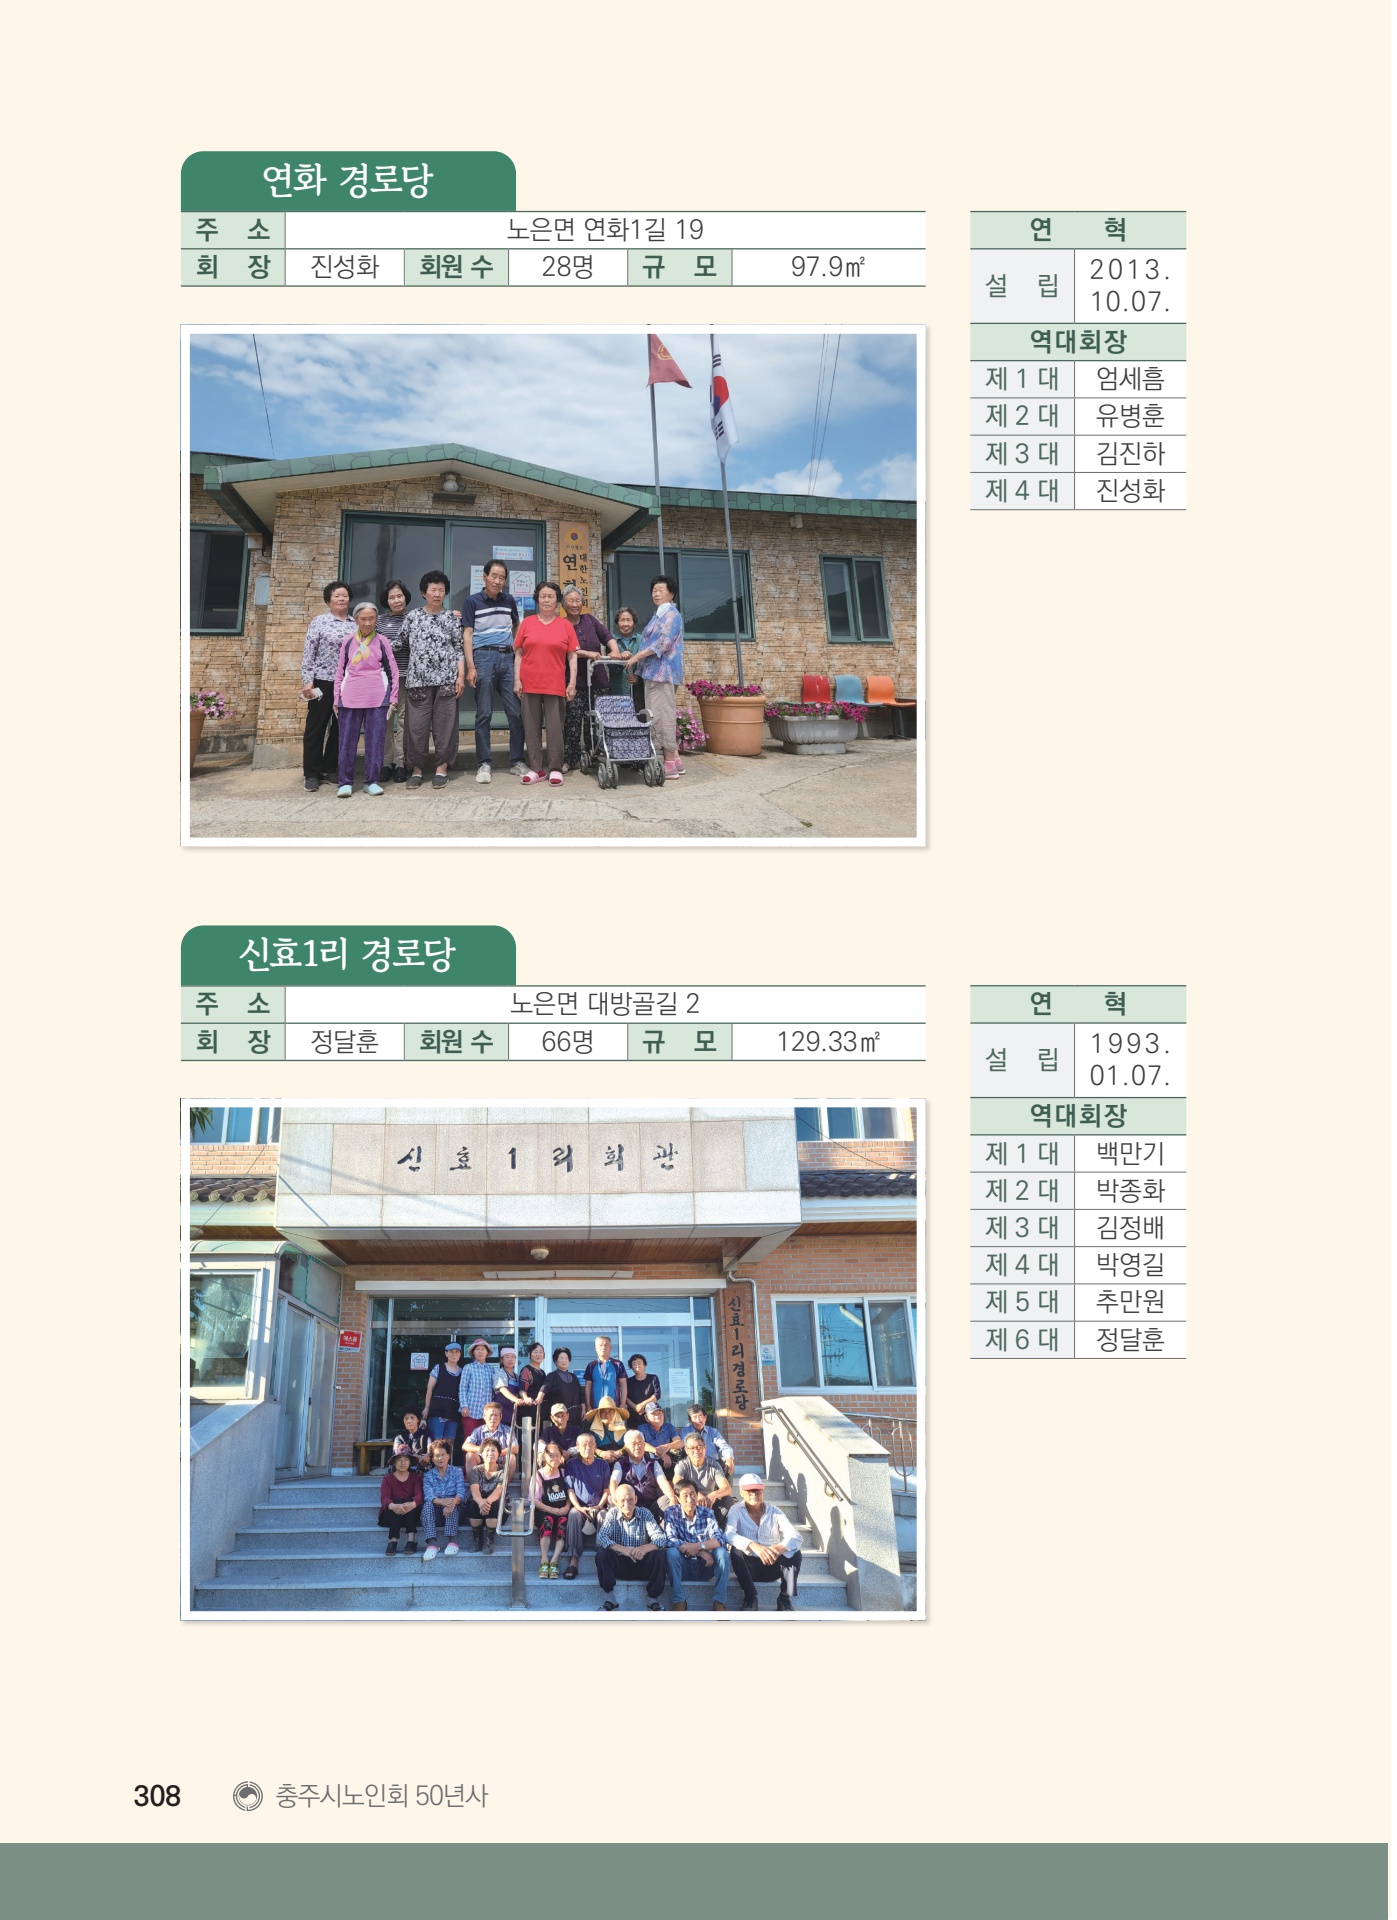 연화 경로당
주 소 노은면 연화1길 19
회 장 진성화 회원 수 28명 규 모 97.9㎡
연 혁
설 립 2013.
10.07.
역대회장
제 1 대 엄세흠
제 2 대 유병훈
제 3 대 김진하
제 4 대 진성화
대한노인
연
신효1리 경로당
주 소 노은면 대방골길 2
회 장 정달훈 회원 수 66명 규 모 129.33㎡
연 혁
설 립 1993.
01.07.
역대회장
제 1 대 백만기
제 2 대 박종화
제 3 대 김정배
제 4 대 박영길
제 5 대 추만원
제 6 대 정달훈
신효1리회관
신효1리경로당
308 충주시노인회 50년사